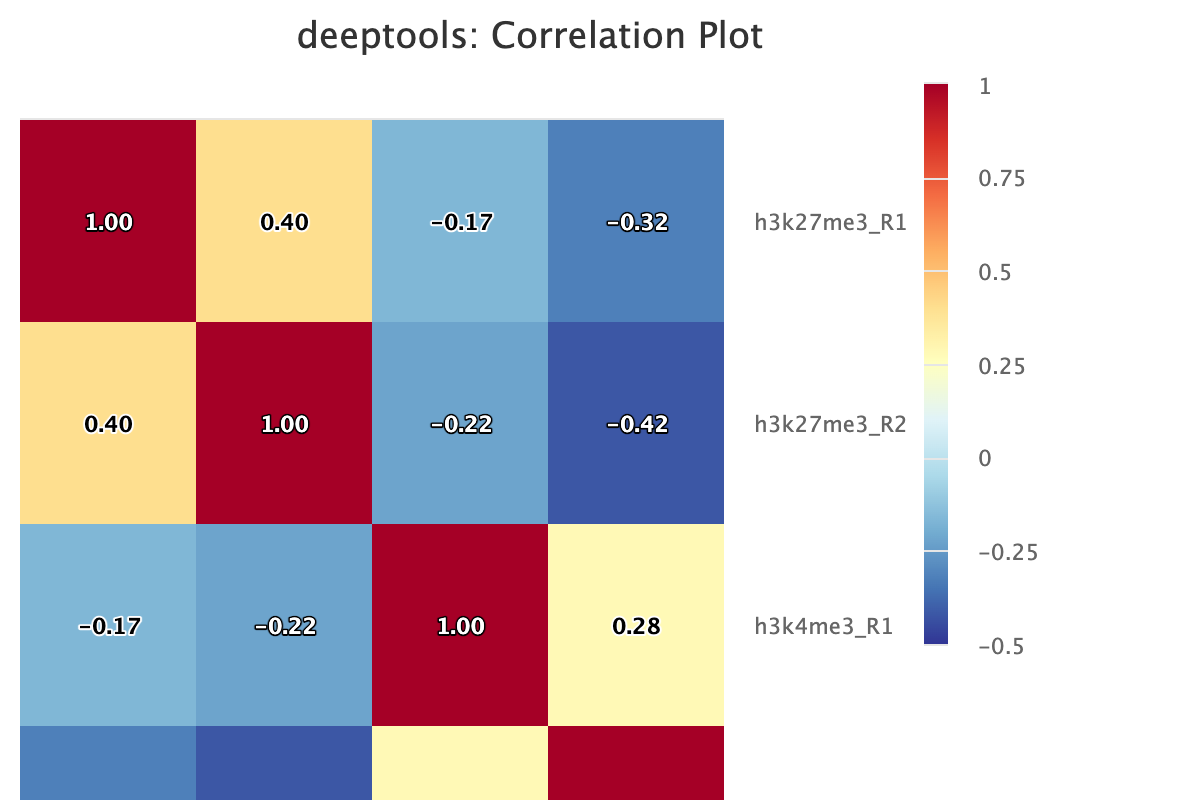 deeptools: Correlation Plot
1.00 0.40 −0.17 −0.32 h3k27me3_R1
0.40 1.00 −0.22 −0.42 h3k27me3_R2
−0.17 −0.22 1.00 0.28 h3k4me3_R1
1
0.75
0.5
0.25
0
−0.25
−0.5